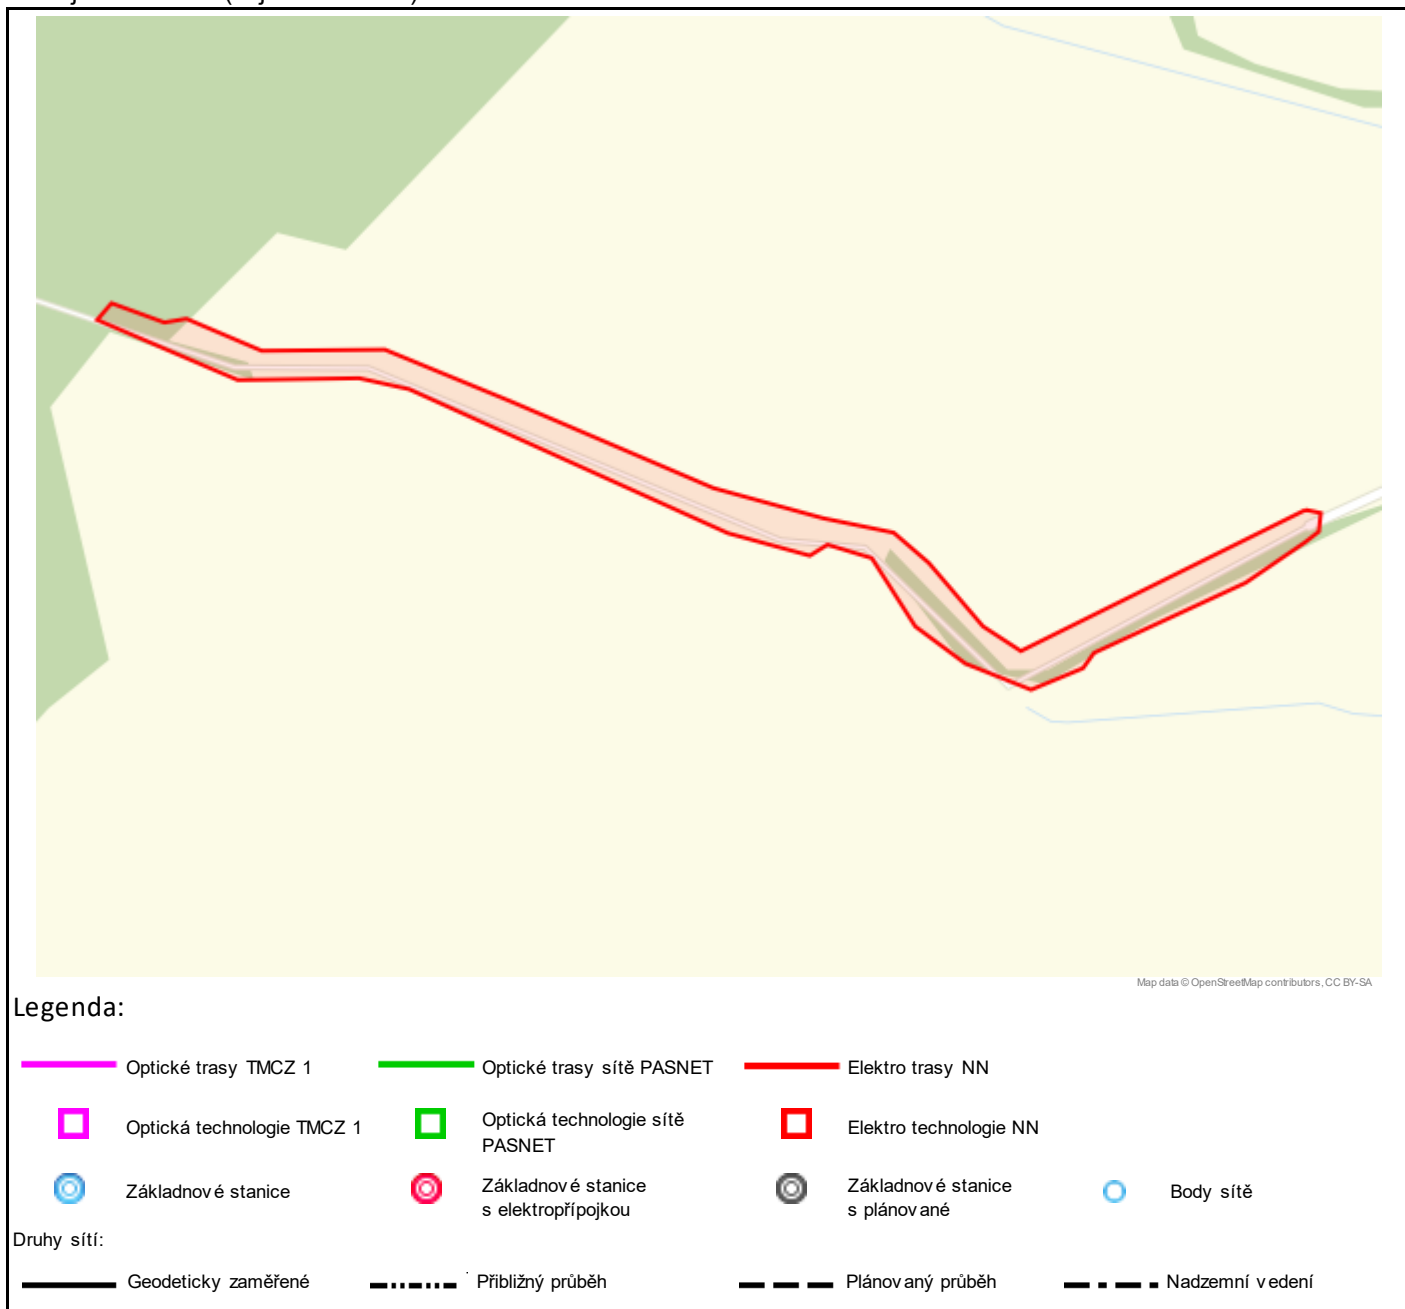 Map data © OpenStreetMap contributors, CC BY-SA
Legenda:
Optické trasy TMCZ 1
Optické trasy sítě PASNET
Elektro trasy NN
Optická technologie TMCZ 1
Optická technologie sítě
PASNET
Elektro technologie NN
Základnové stanice
Základnové stanice
s elektropřípojkou
Základnové stanice
s plánované
Body sítě
Druhy sítí:
Geodeticky zaměřené
Přibližný průběh
Plánovaný průběh
Nadzemní vedení